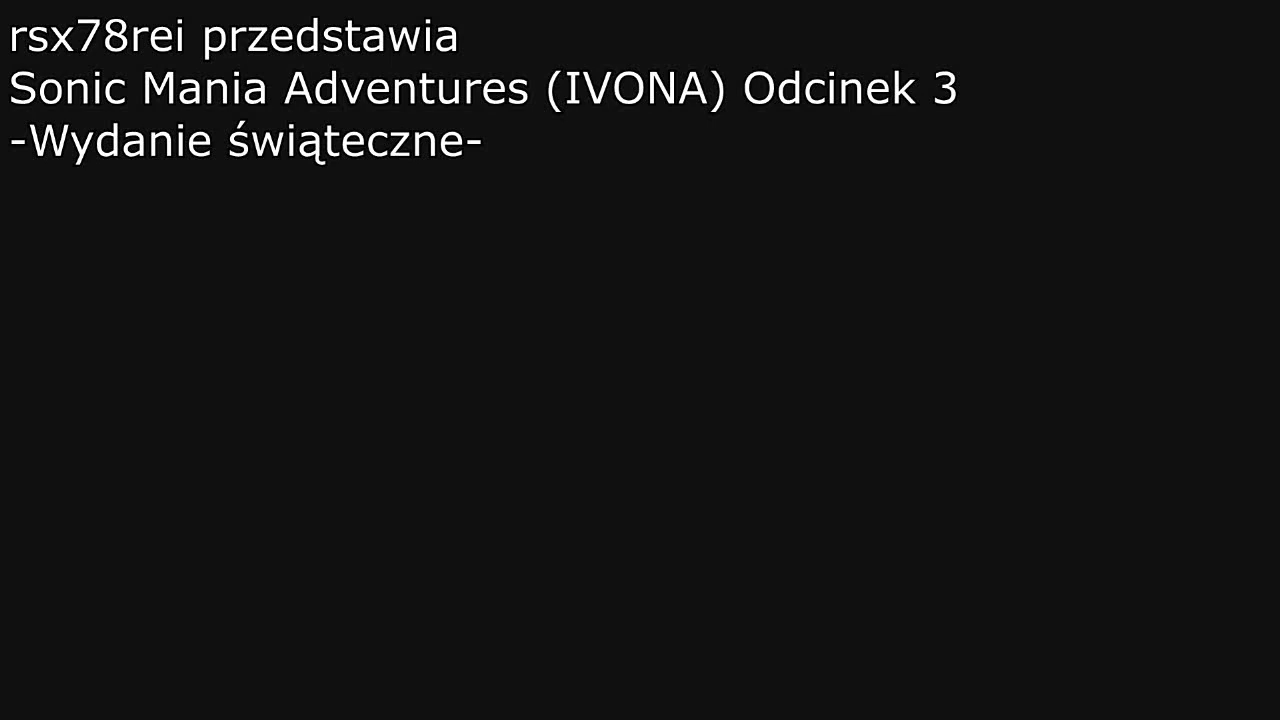 rsx78rei przedstawia
Sonic Mania Adventures (IVONA) Odcinek 3
-Wydanie świąteczne-